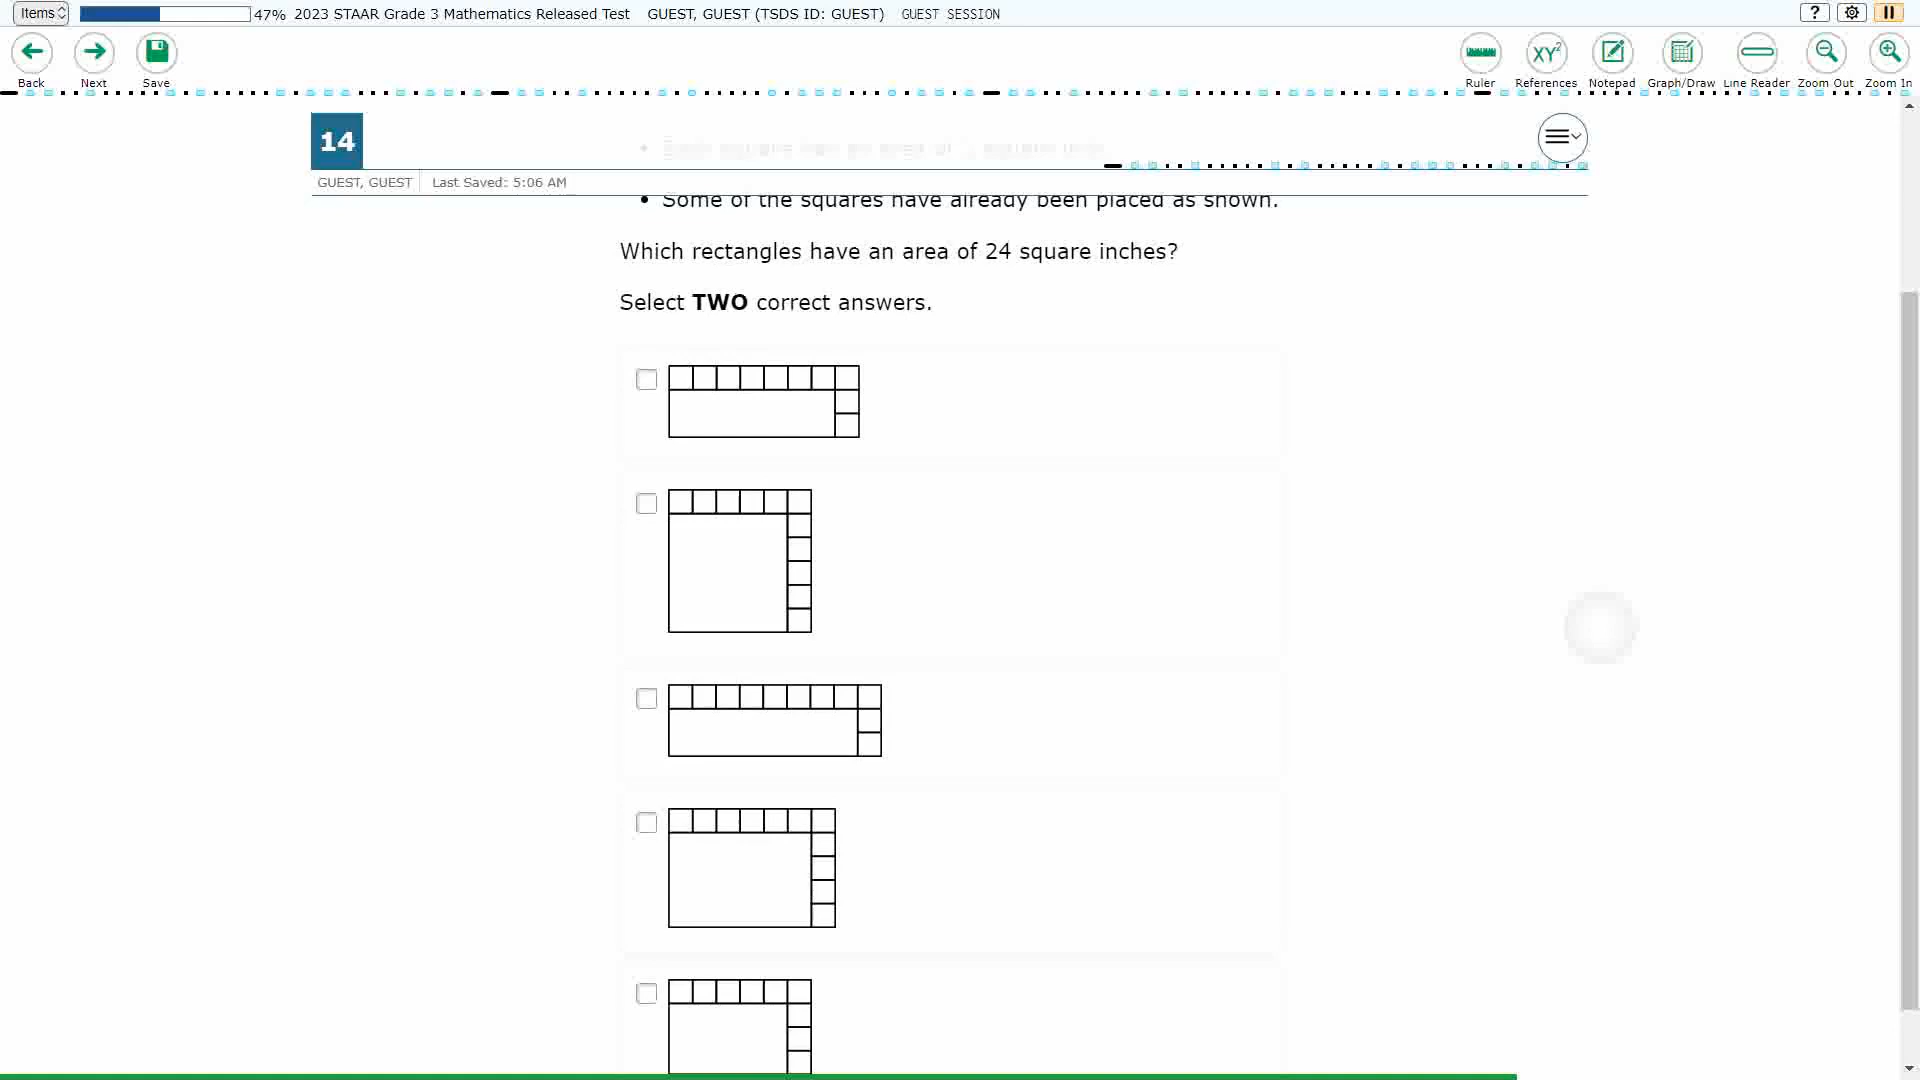 Items 47% 2023 STAAR Grade 3 Mathematics Released Test GUEST, GUEST (TSDS ID: GUEST) GUEST SESSION ?
Back Next Save Ruler XY² References Notepad Graph/Draw Line Reader Zoom Out Zoom In
14
GUEST, GUEST Last Saved: 5:06 AM
• Some of the squares have already been placed as shown.
Which rectangles have an area of 24 square inches?
Select TWO correct answers.